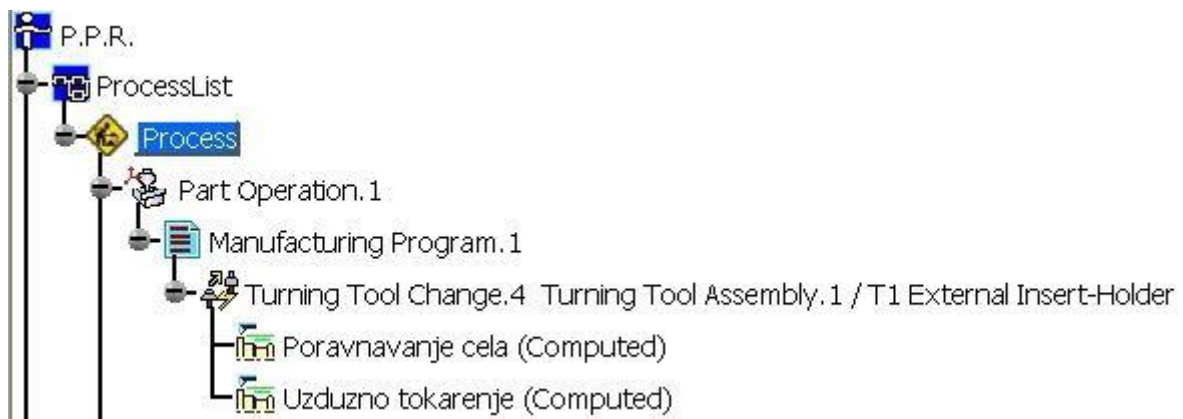 P.P.R.
ProcessList
Process
Part Operation.1
Manufacturing Program.1
Turning Tool Change.4 Turning Tool Assembly.1 / T1 External Insert-Holder
Poravnavanje cela (Computed)
Uzduzno tokarenje (Computed)